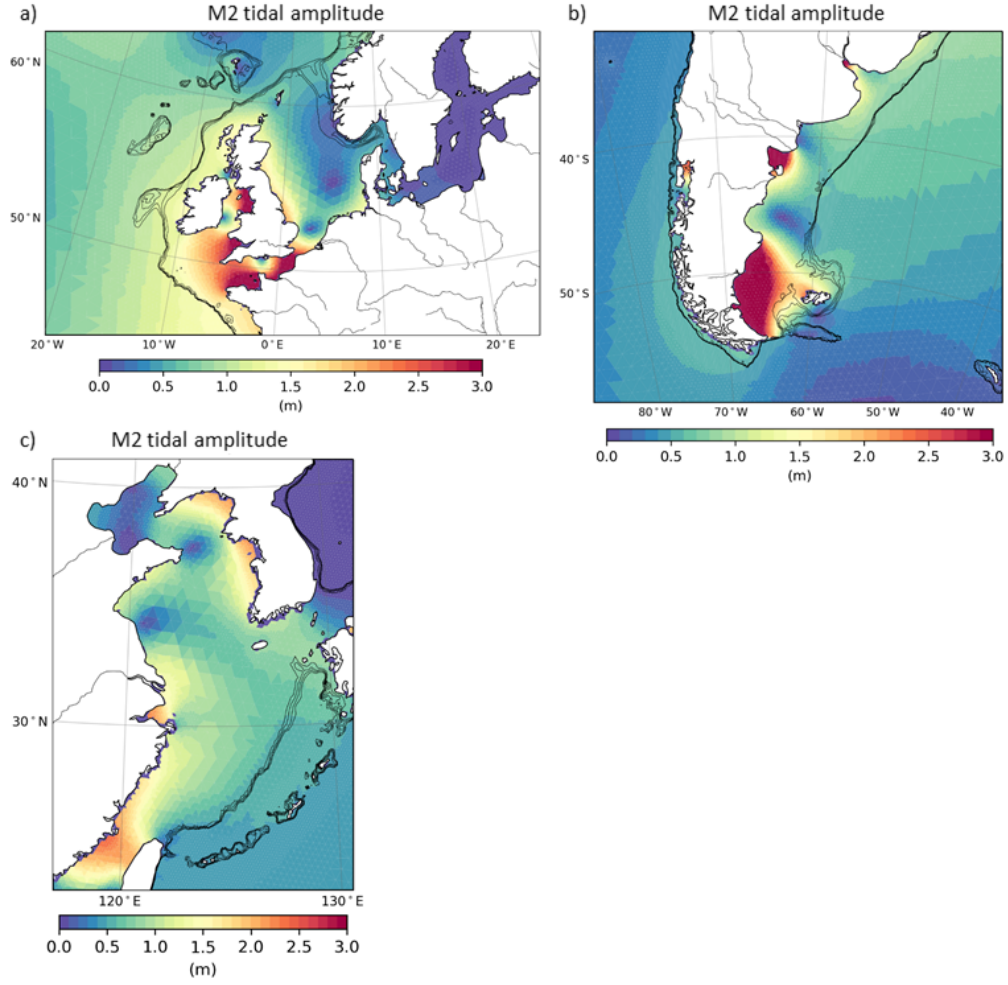 a) M2 tidal amplitude
60°N
50°N
20°W 10°W 0°E 10°E 20°E
0.0 0.5 1.0 1.5 2.0 2.5 3.0
(m)
b) M2 tidal amplitude
40°S
50°S
80°W 70°W 60°W 50°W 40°W
0.0 0.5 1.0 1.5 2.0 2.5 3.0
(m)
c) M2 tidal amplitude
40°N
30°N
120°E 130°E
0.0 0.5 1.0 1.5 2.0 2.5 3.0
(m)